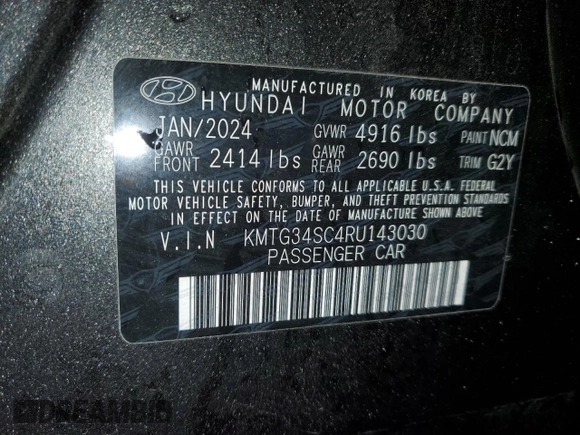 MANUFACTURED IN KOREA BY
HYUNDAI MOTOR COMPANY
JAN/2024 GVWR 4916 lbs PAINT NCM
GAWR FRONT 2414 lbs GAWR REAR 2690 lbs TRIM G2Y
THIS VEHICLE CONFORMS TO ALL APPLICABLE U.S.A. FEDERAL
MOTOR VEHICLE SAFETY, BUMPER, AND THEFT PREVENTION STANDARDS
IN EFFECT ON THE DATE OF MANUFACTURE SHOWN ABOVE
V.I.N KMTG34SC4RU143030
PASSENGER CAR
DREAMBID